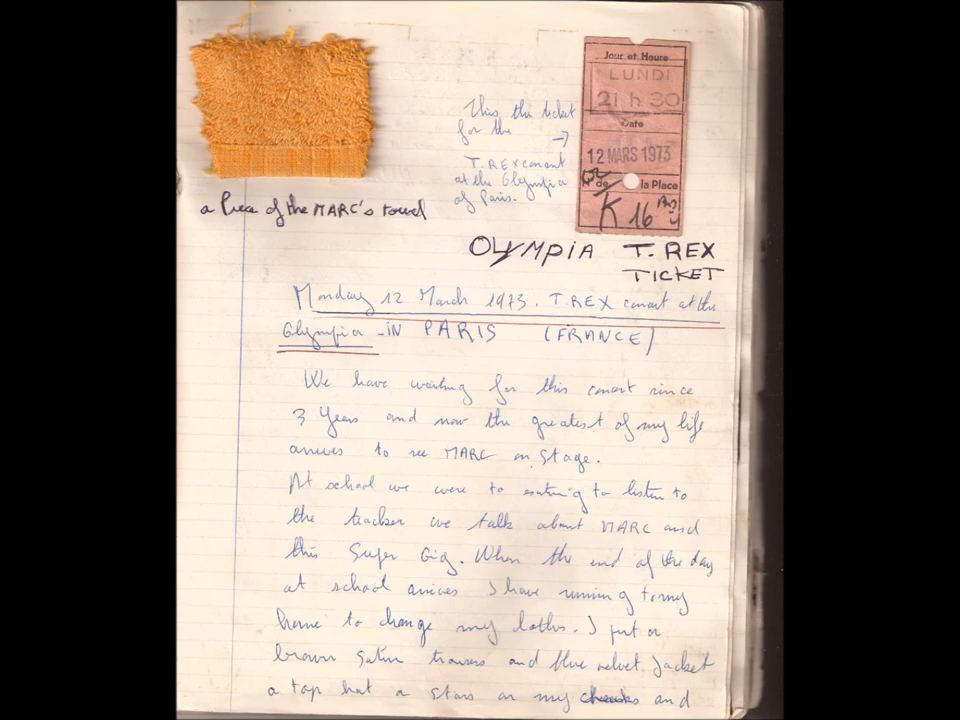 Jour et Heure
LUNDI
21 h 30
Date
12 MARS 1973
N° de la Place
K 16
This the ticket
for the →
T.REX concert
at the Olympia
of Paris.
a Piece of the MARC's towel
OLYMPIA T.REX
TICKET
Monday 12 March 1973. T.REX concert at the
Olympia - IN PARIS (FRANCE)
We have waiting for this concert since
3 Years and now the greatest of my life
arrives to see MARC on Stage.
At school we were to to listen to
the teacher we talk about MARC and
this Super Gig. When the end of the day
at school arrives I have running to my
home to change my clothes. I put a
brown Satin trousers and blue velvet Jacket
a top hat a Stars on my cheeks and